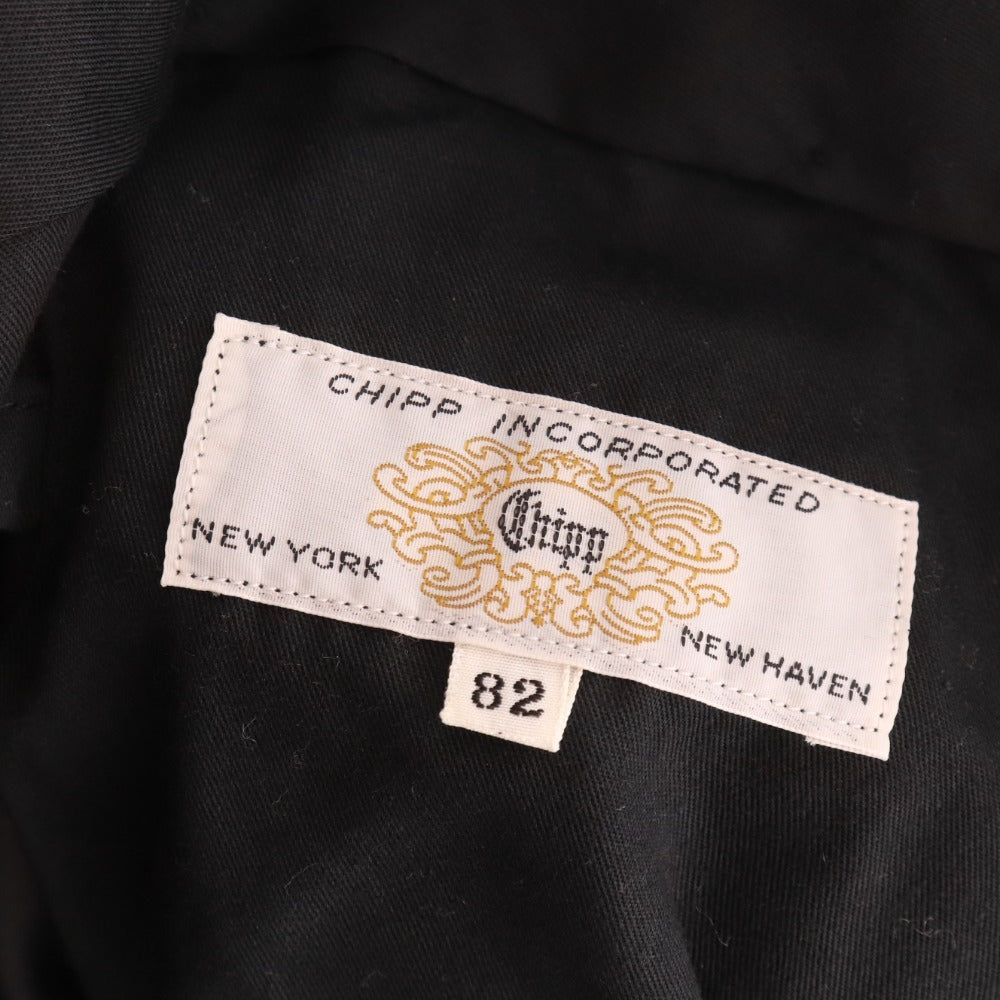 CHIPP INCORPORATED
Chipp
NEW YORK
NEW HAVEN
82